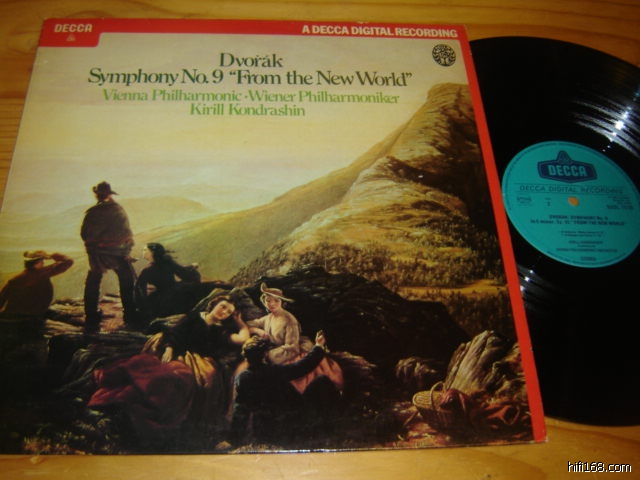 DECCA
A DECCA DIGITAL RECORDING
Dvořák
Symphony No. 9 "From the New World"
Vienna Philharmonic · Wiener Philharmoniker
Kirill Kondrashin
DECCA
DECCA DIGITAL RECORDING
hifi168.com